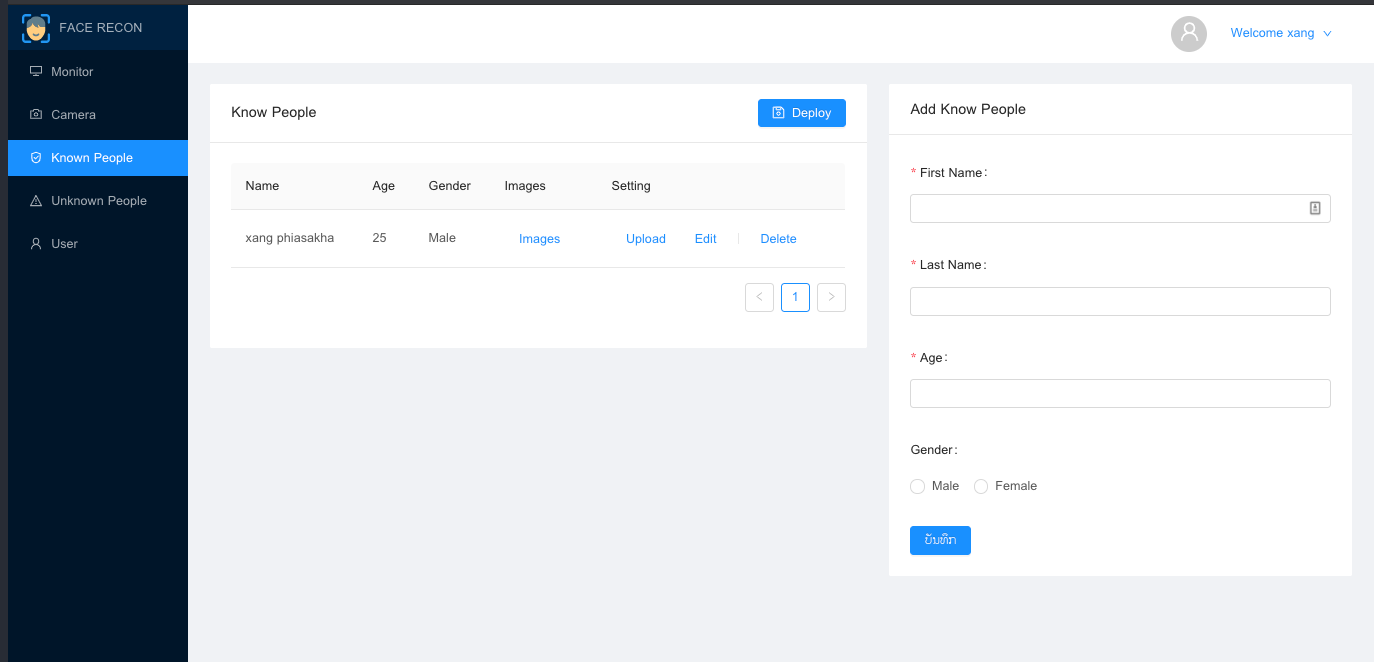 FACE RECON
Monitor
Camera
Known People
Unknown People
User
Welcome xang
Know People
Deploy
Name Age Gender Images Setting
xang phiasakha 25 Male Images Upload Edit Delete
< 1 >
Add Know People
* First Name:
* Last Name:
* Age:
Gender:
Male Female
ບັນທຶກ